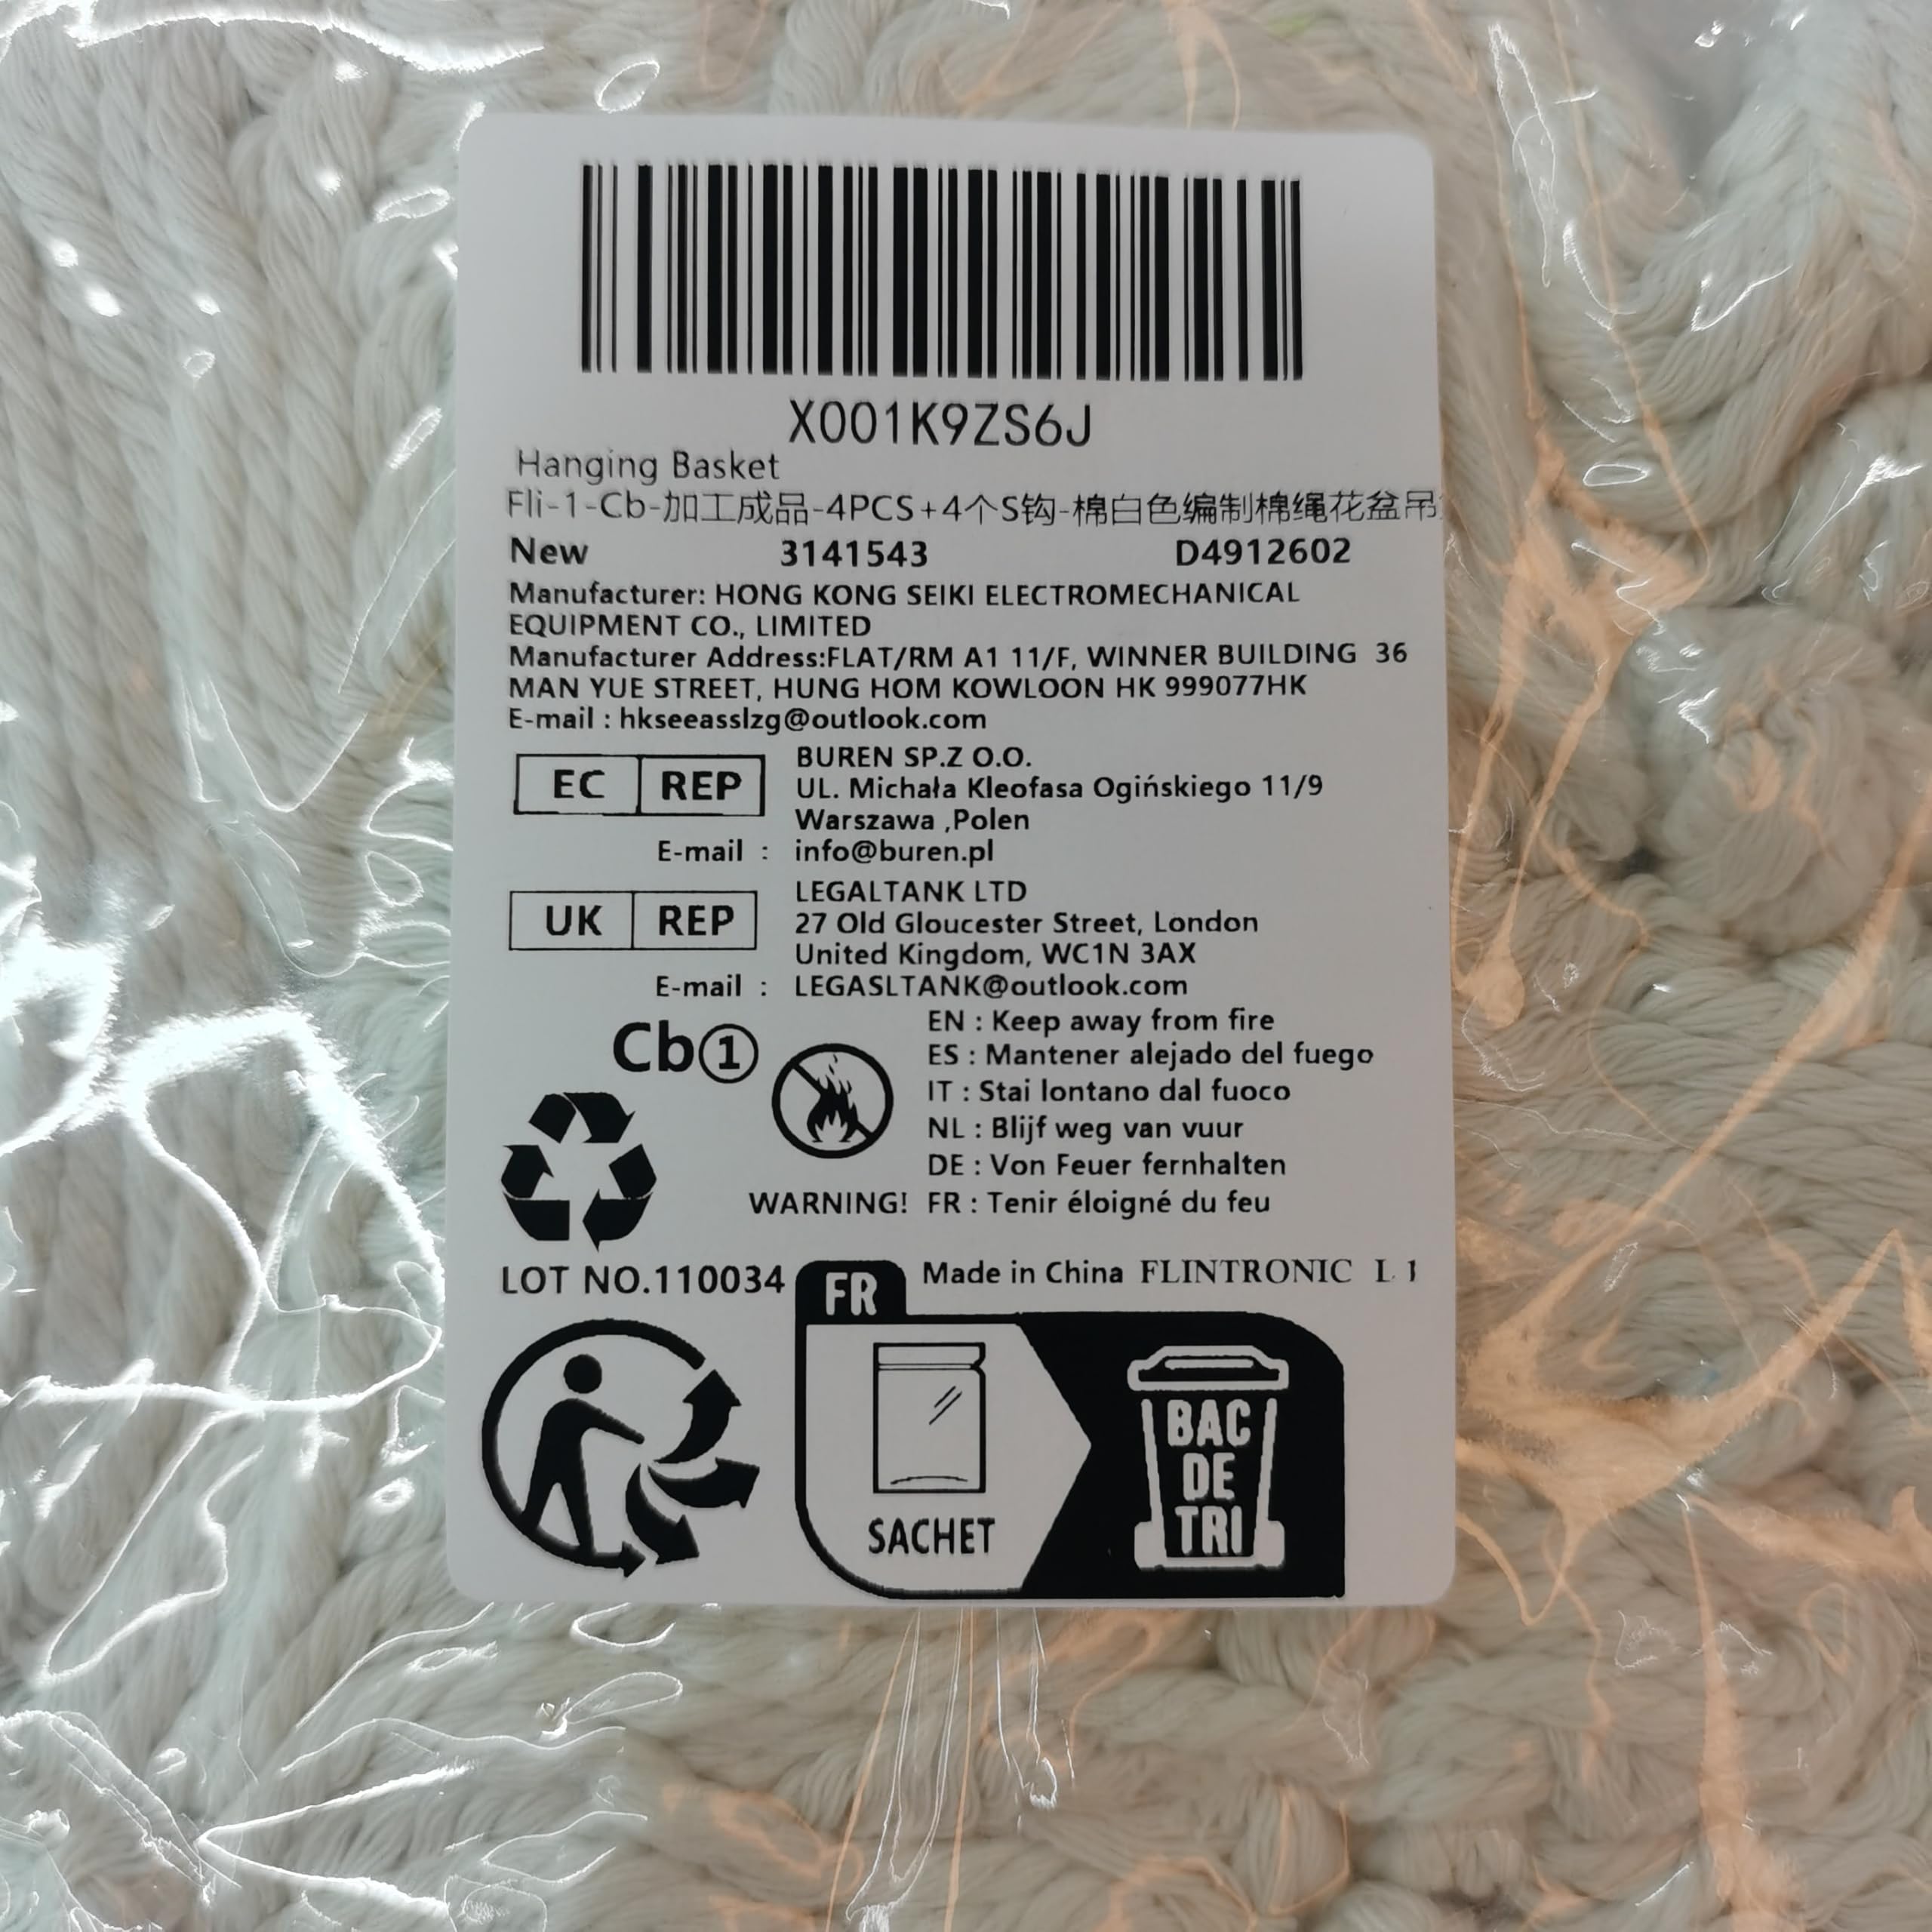 X001K9ZS6J
Hanging Basket
Fli-1-Cb-加工成品-4PCS+4个S钩-棉白色编制棉绳花盆吊
New 3141543 D4912602
Manufacturer: HONG KONG SEIKI ELECTROMECHANICAL
EQUIPMENT CO., LIMITED
Manufacturer Address:FLAT/RM A1 11/F, WINNER BUILDING 36
MAN YUE STREET, HUNG HOM KOWLOON HK 999077HK
E-mail : hkseeasslzg@outlook.com
EC REP BUREN SP.Z O.O.
UL. Michała Kleofasa Ogińskiego 11/9
Warszawa ,Polen
E-mail : info@buren.pl
UK REP LEGALTANK LTD
27 Old Gloucester Street, London
United Kingdom, WC1N 3AX
E-mail : LEGASLTANK@outlook.com
Cb①
EN : Keep away from fire
ES : Mantener alejado del fuego
IT : Stai lontano dal fuoco
NL : Blijf weg van vuur
DE : Von Feuer fernhalten
WARNING! FR : Tenir éloigné du feu
LOT NO.110034 FR Made in China FLINTRONIC L 1
SACHET
BAC
DE
TRI